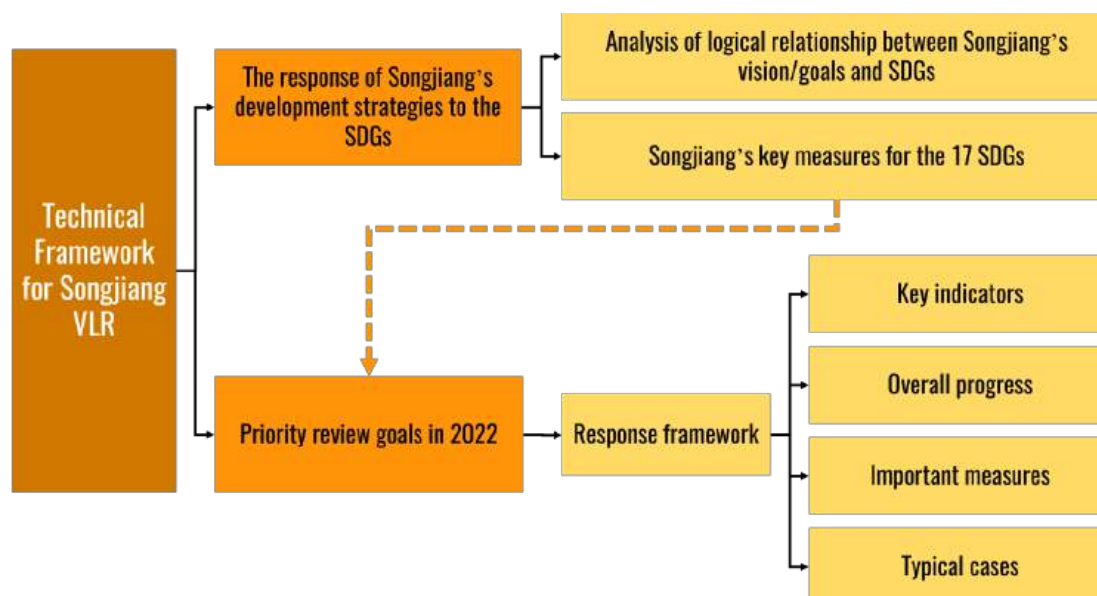 Technical
Framework
for Songjiang
VLR
The response of Songjiang's
development strategies to the
SDGs
Analysis of logical relationship between Songjiang's
vision/goals and SDGs
Songjiang's key measures for the 17 SDGs
Priority review goals in 2022
Response framework
Key indicators
Overall progress
Important measures
Typical cases